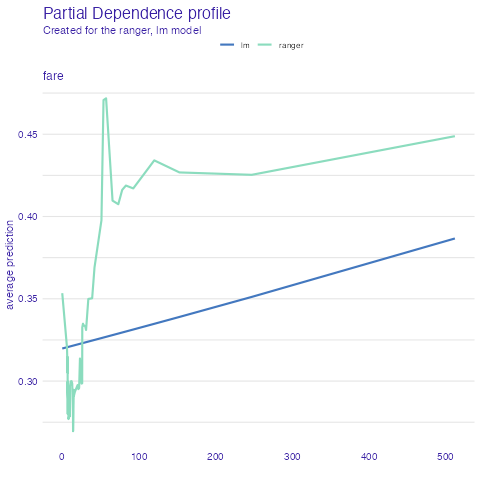 Partial Dependence profile
Created for the ranger, lm model
lm ranger
fare
average prediction
0.45
0.40
0.35
0.30
0 100 200 300 400 500